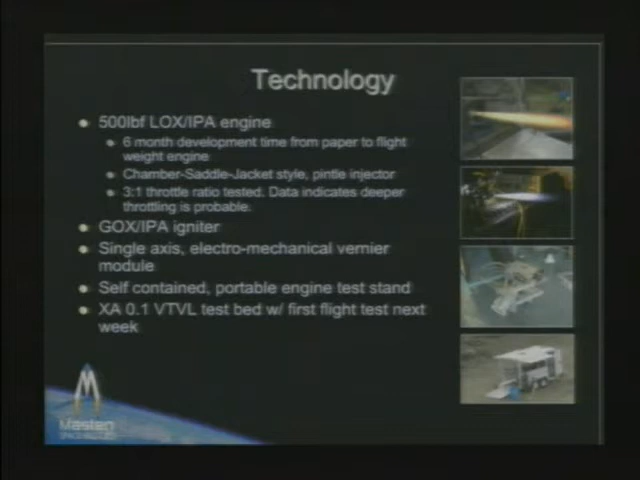 Technology
500lbf LOX/IPA engine
6 month development time from paper to flight
weight engine
Chamber-Saddle-Jacket style, pintle injector
3:1 throttle ratio tested. Data indicates deeper
throttling is probable.
GOX/IPA igniter
Single axis, electro-mechanical vernier
module
Self contained, portable engine test stand
XA 0.1 VTVL test bed w/ first flight test next
week
Masten